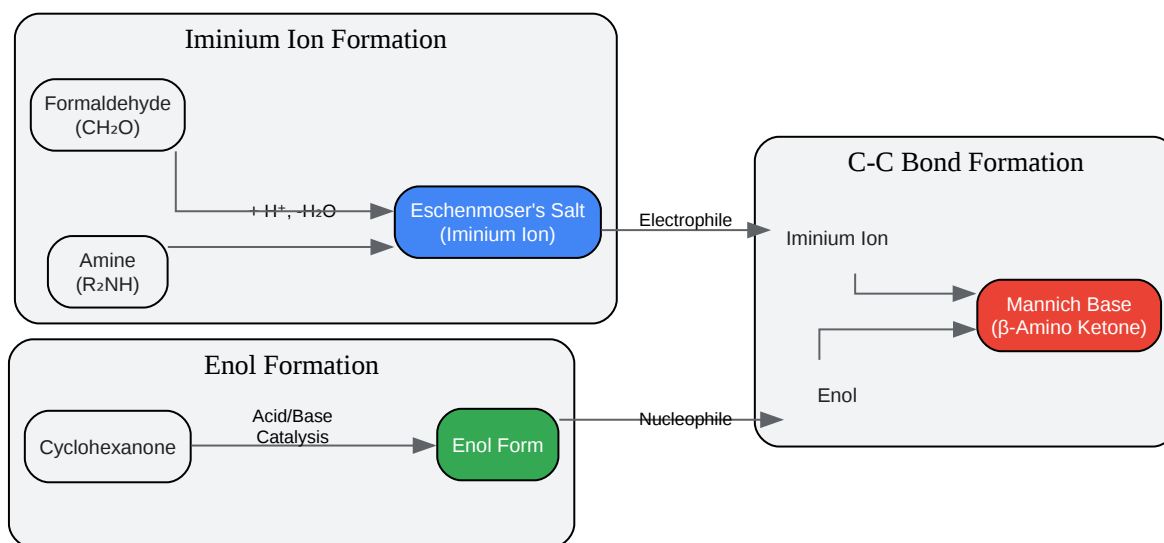 Iminium Ion Formation
Formaldehyde
(CH₂O)
+ H⁺, -H₂O
Amine
(R₂NH)
Eschenmoser's Salt
(Iminium Ion)
Electrophile
Enol Formation
Cyclohexanone
Acid/Base
Catalysis
Enol Form
Nucleophile
C-C Bond Formation
Iminium Ion
Enol
Mannich Base
(β-Amino Ketone)